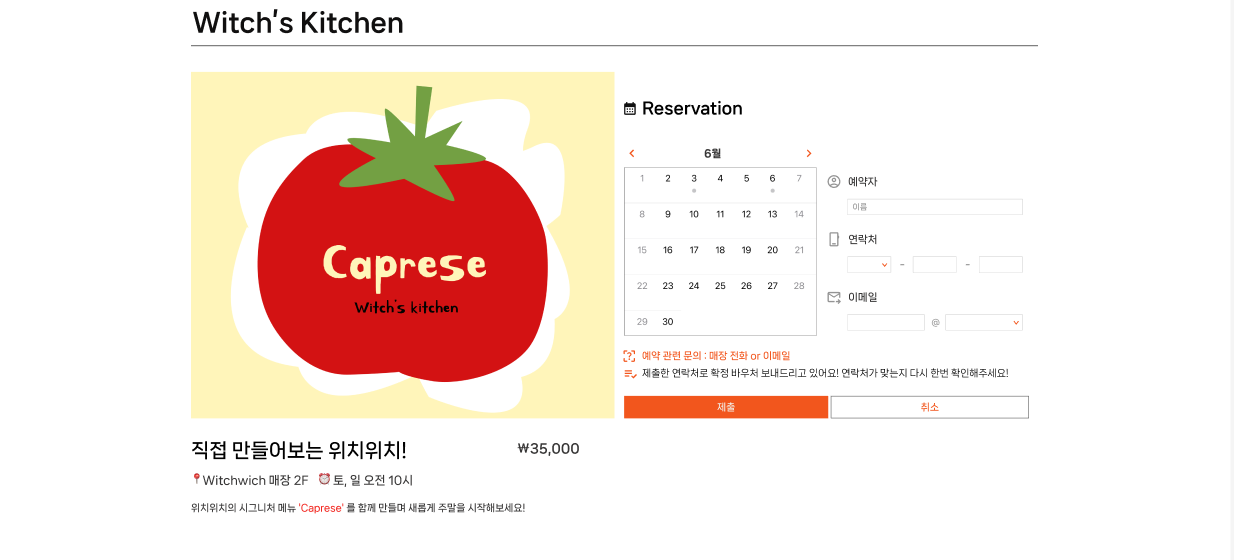 Witch's Kitchen
Caprese
Witch's kitchen
직접 만들어보는 위치위치!
₩35,000
Witchwich 매장 2F 토, 일 오전 10시
위치위치의 시그니처 메뉴 'Caprese' 를 함께 만들며 새롭게 주말을 시작해보세요!
Reservation
6월
1 2 3 4 5 6 7
8 9 10 11 12 13 14
15 16 17 18 19 20 21
22 23 24 25 26 27 28
29 30
예약자
이름
연락처
- -
이메일
@
예약 관련 문의 : 매장 전화 or 이메일
제출한 연락처로 확정 바우처 보내드리고 있어요! 연락처가 맞는지 다시 한번 확인해주세요!
제출
취소